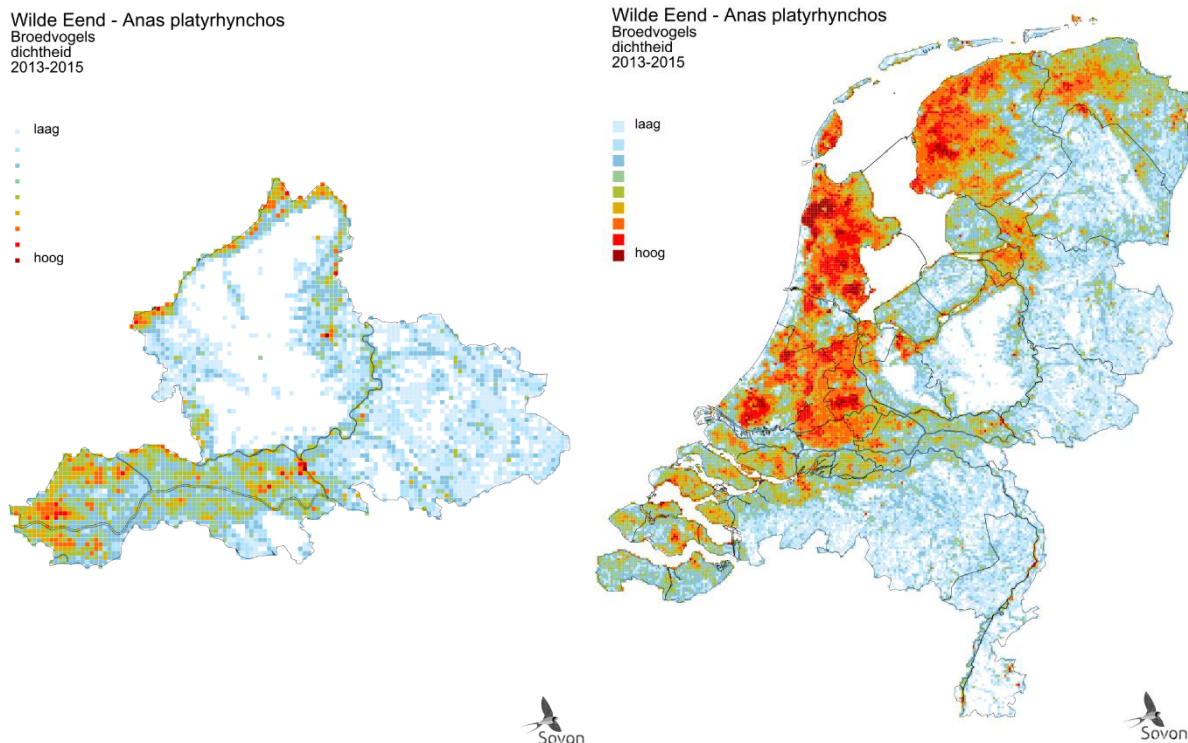 Wilde Eend - Anas platyrhynchos
Broedvogels
dichtheid
2013-2015
laag
hoog
Sovon
Wilde Eend - Anas platyrhynchos
Broedvogels
dichtheid
2013-2015
laag
hoog
Sovon